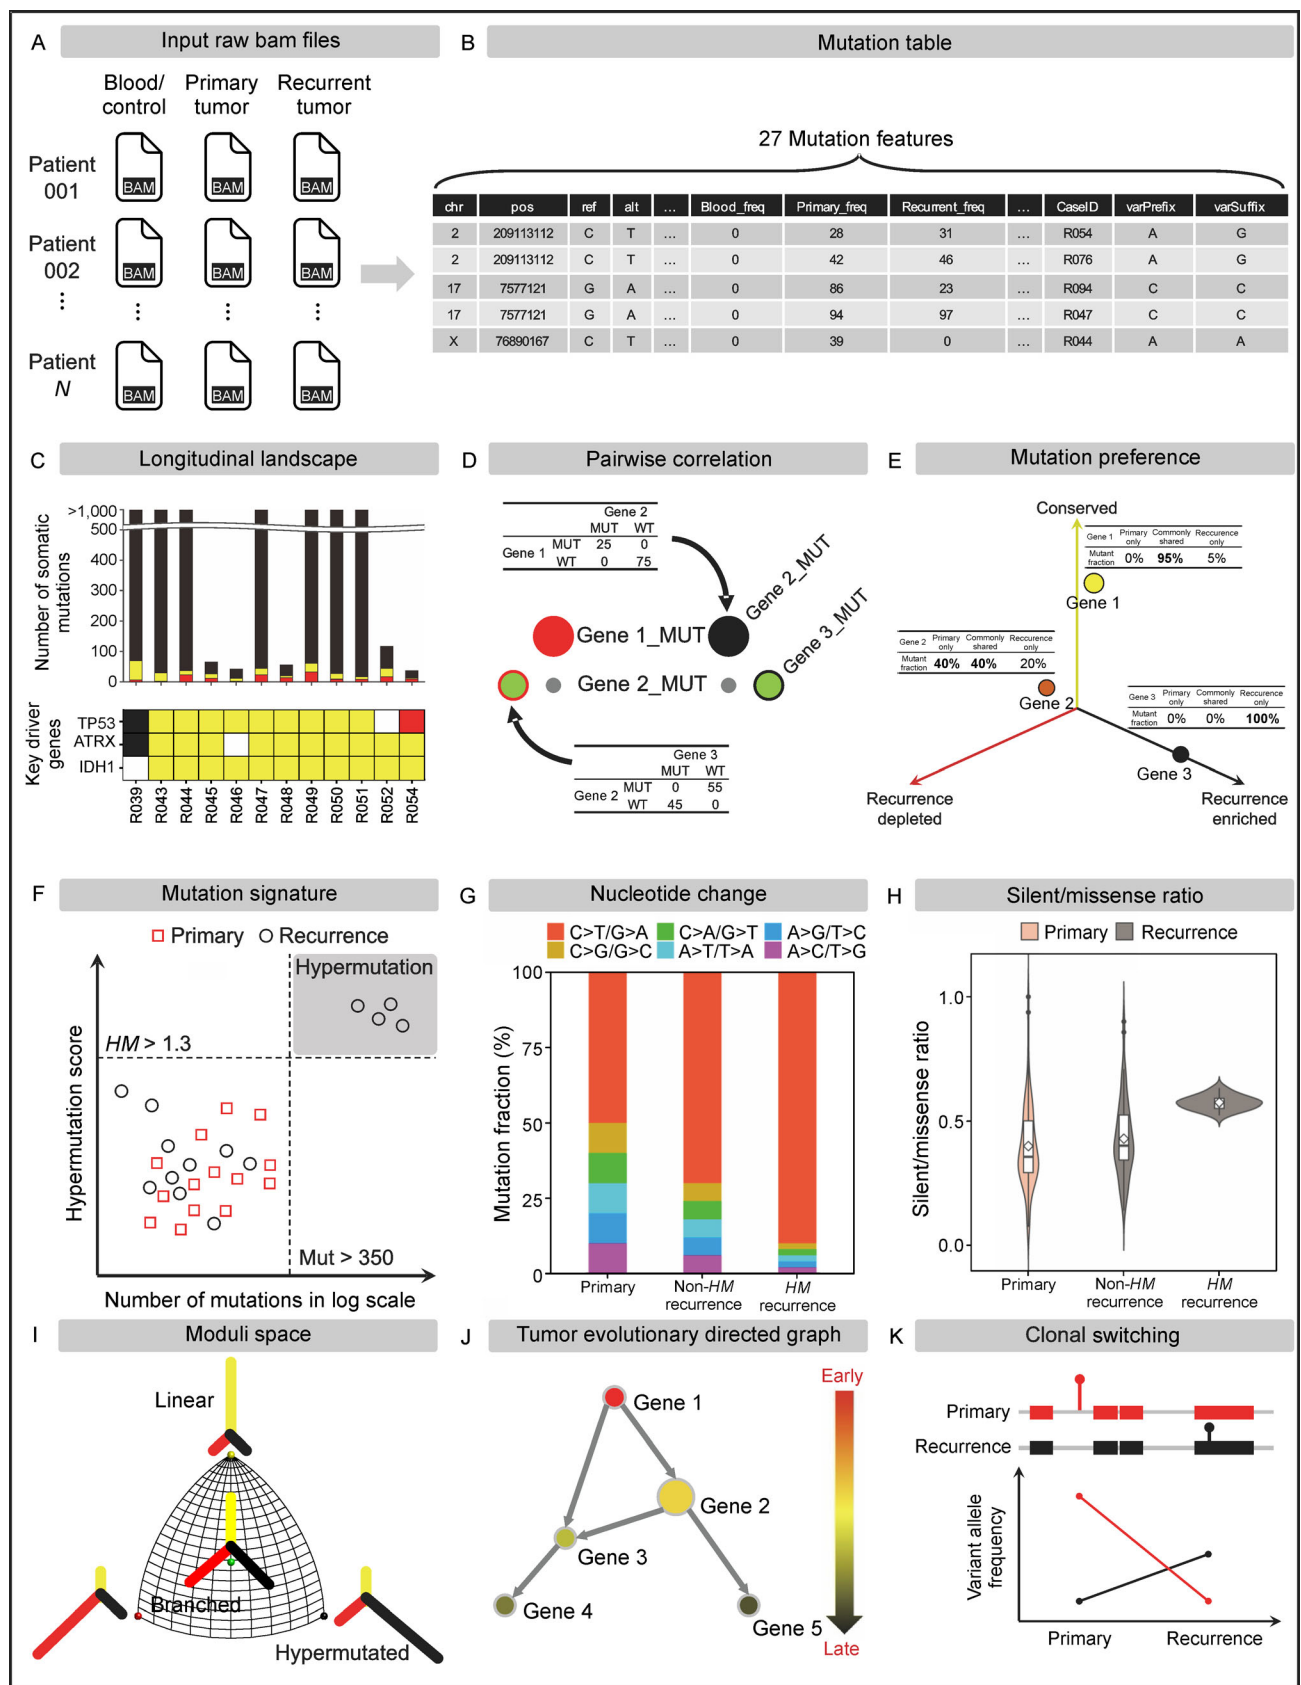 A
Input raw bam files
Blood/
control
Primary
tumor
Recurrent
tumor
Patient
001
BAM BAM BAM
Patient
002
BAM BAM BAM
Patient
N
BAM BAM BAM
B
Mutation table
27 Mutation features
chr pos ref alt ... Blood_freq Primary_freq Recurrent_freq ... CaseID varPrefix varSuffix
2 209113112 C T ... 0 28 31 ... R054 A G
2 209113112 C T ... 0 42 46 ... R076 A G
17 7577121 G A ... 0 86 23 ... R094 C C
17 7577121 G A ... 0 94 97 ... R047 C C
X 76890167 C T ... 0 39 0 ... R044 A A
C
Longitudinal landscape
Number of somatic
mutations
>1,000
500
400
300
200
100
0
Key driver
genes
TP53
ATRX
IDH1
R039 R043 R044 R045 R046 R047 R048 R049 R050 R051 R052 R054
D
Pairwise correlation
Gene 2
MUT WT
Gene 1 MUT 25 0
WT 0 75
Gene 2_MUT
Gene 3_MUT
Gene 1_MUT
Gene 2_MUT
Gene 3
MUT WT
Gene 2 MUT 0 55
WT 45 0
E
Mutation preference
Conserved
Gene 1 Primary only Commonly shared Reccurence only
Mutant fraction 0% 95% 5%
Gene 1
Gene 2 Primary only Commonly shared Reccurence only
Mutant fraction 40% 40% 20%
Gene 2
Gene 3 Primary only Commonly shared Reccurence only
Mutant fraction 0% 0% 100%
Gene 3
Recurrence
depleted
Recurrence
enriched
F
Mutation signature
Primary Recurrence
Hypermutation
HM > 1.3
Mut > 350
Hypermutation score
Number of mutations in log scale
G
Nucleotide change
C>T/G>A C>A/G>T A>G/T>C
C>G/G>C A>T/T>A A>C/T>G
Mutation fraction (%)
100
75
50
25
0
Primary
Non-HM
recurrence
HM
recurrence
H
Silent/missense ratio
Primary Recurrence
Silent/missense ratio
1.0
0.5
0.0
Primary
Non-HM
recurrence
HM
recurrence
I
Moduli space
Linear
Branched
Hypermutated
J
Tumor evolutionary directed graph
Early
Gene 1
Gene 2
Gene 3
Gene 4
Gene 5
Late
K
Clonal switching
Primary
Recurrence
Variant allele
frequency
Primary Recurrence